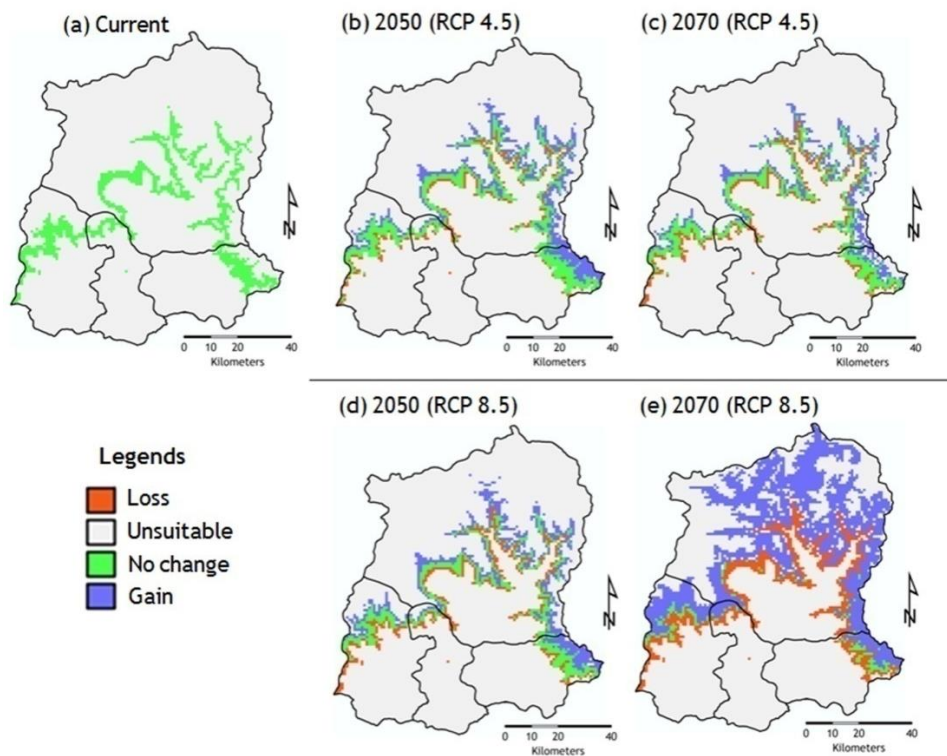 (a) Current
(b) 2050 (RCP 4.5)
(c) 2070 (RCP 4.5)
N
N
N
0 10 20 40
Kilometers
0 10 20 40
Kilometers
0 10 20 40
Kilometers
(d) 2050 (RCP 8.5)
(e) 2070 (RCP 8.5)
Legends
Loss
Unsuitable
No change
Gain
N
N
0 10 20 40
Kilometers
0 10 20 40
Kilometers